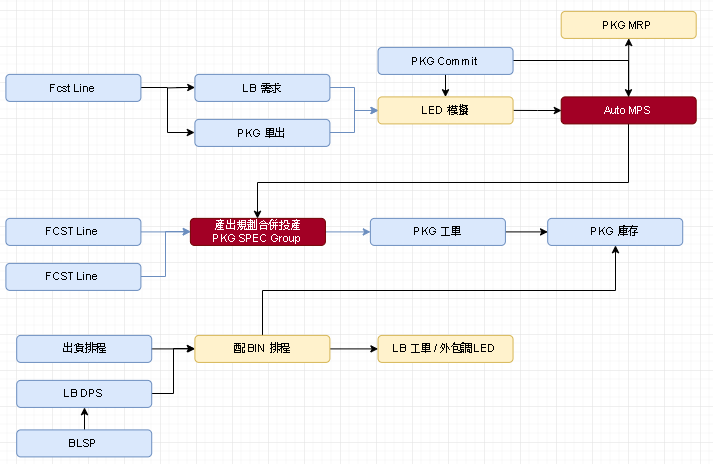 PKG MRP
PKG Commit
Fcst Line
LB 需求
LED 模擬
Auto MPS
PKG 單出
產出規劃合併投產
PKG SPEC Group
FCST Line
PKG 工單
PKG 庫存
FCST Line
出貨排程
配BIN 排程
LB 工單 / 外包調LED
LB DPS
BLSP